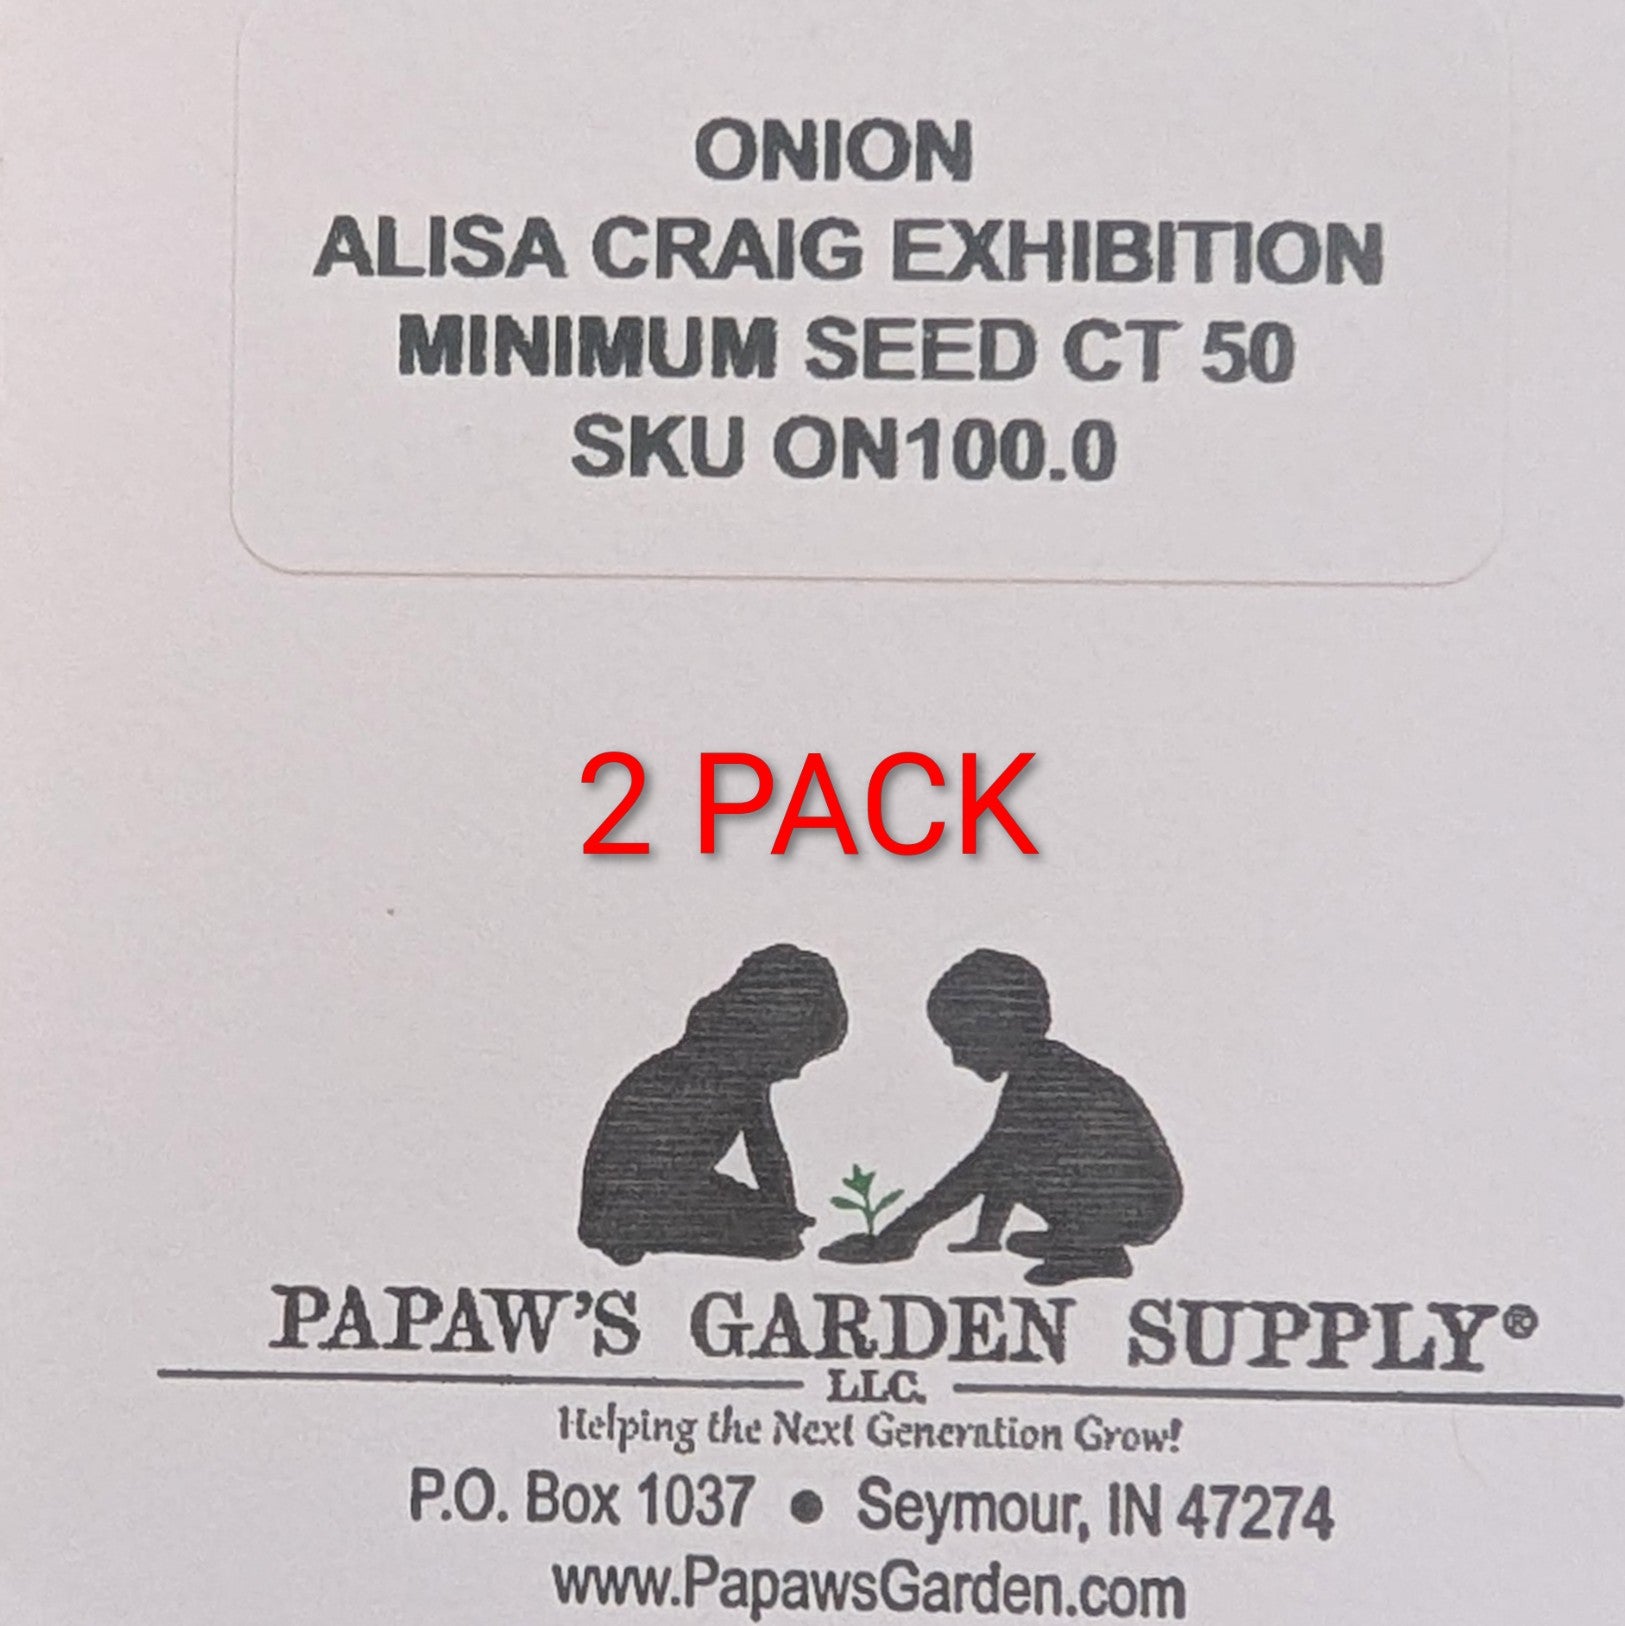 ONION
ALISA CRAIG EXHIBITION
MINIMUM SEED CT 50
SKU ON100.0
2 PACK
PAPAW'S GARDEN SUPPLY®
LLC.
Helping the Next Generation Grow!
P.O. Box 1037 ● Seymour, IN 47274
www.PapawsGarden.com